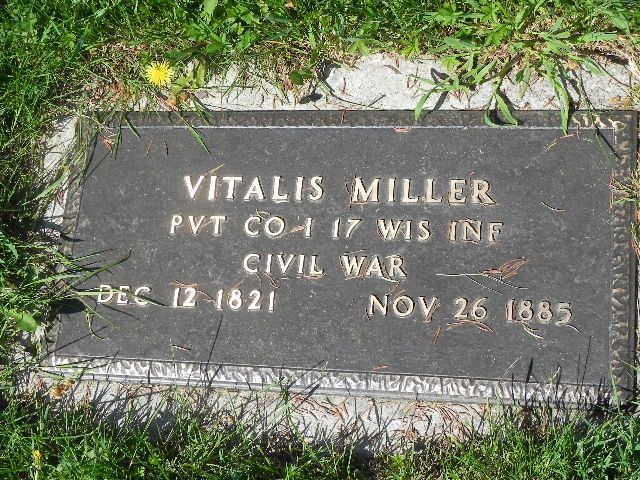 VITALIS MILLER
PVT CO I 17 WIS INF
CIVIL WAR
DEC 12 1821 NOV 26 1885